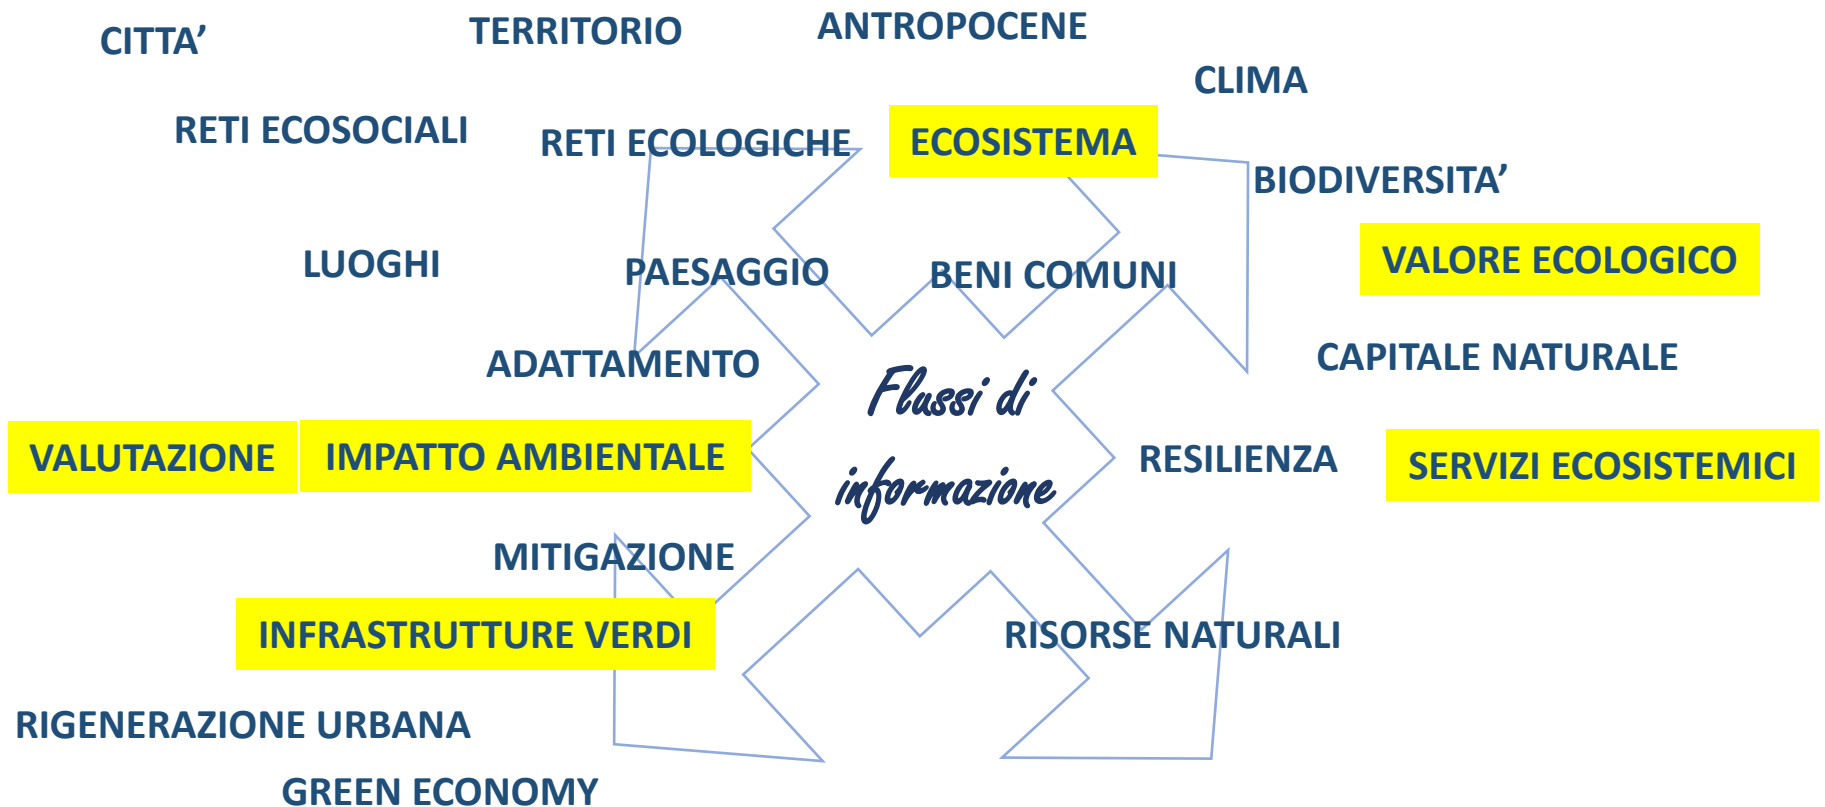 CITTA’
TERRITORIO
ANTROPOCENE
CLIMA
RETI ECOSOCIALI
RETI ECOLOGICHE
ECOSISTEMA
BIODIVERSITA’
LUOGHI
PAESAGGIO
BENI COMUNI
VALORE ECOLOGICO
ADATTAMENTO
CAPITALE NATURALE
Flussi di
informazione
VALUTAZIONE
IMPATTO AMBIENTALE
RESILIENZA
SERVIZI ECOSISTEMICI
MITIGAZIONE
INFRASTRUTTURE VERDI
RISORSE NATURALI
RIGENERAZIONE URBANA
GREEN ECONOMY